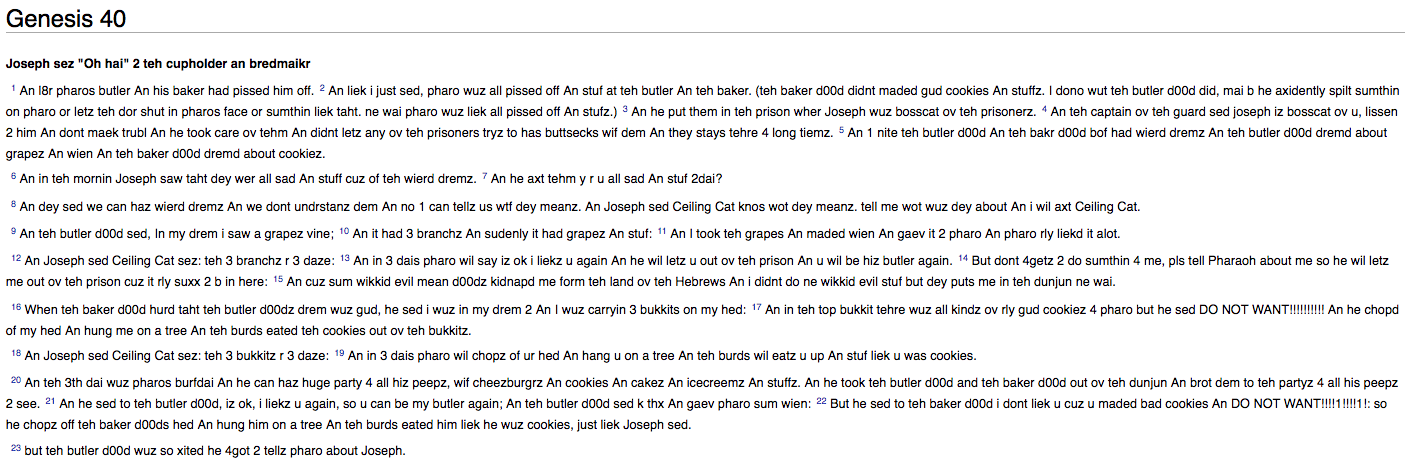 Genesis 40
Joseph sez "Oh hai" 2 teh cupholder an bredmaikr
1 An l8r pharos butler An his baker had pissed him off. 2 An liek i just sed, pharo wuz all pissed off An stuf at teh butler An teh baker. (teh baker d00d didnt maded gud cookies An stuffz. I dono wut teh butler d00d did, mai b he axidently spilt sumthin
on pharo or letz teh dor shut in pharos face or sumthin liek taht. ne wai pharo wuz liek all pissed off An stufz.) 3 An he put them in teh prison wher Joseph wuz bosscat ov teh prisonerz. 4 An teh captain ov teh guard sed joseph iz bosscat ov u, lissen
2 him An dont maek trubl An he took care ov tehm An didnt letz any ov teh prisoners tryz to has buttsecks wif dem An they stays tehre 4 long tiemz. 5 An 1 nite teh butler d00d An teh bakr d00d bof had wierd dremz An teh butler d00d dremd about
grapez An wien An teh baker d00d dremd about cookiez.
6 An in teh mornin Joseph saw taht dey wer all sad An stuff cuz of teh wierd dremz. 7 An he axt tehm y r u all sad An stuf 2dai?
8 An dey sed we can haz wierd dremz An we dont undrstanz dem An no 1 can tellz us wtf dey meanz. An Joseph sed Ceiling Cat knos wot dey meanz. tell me wot wuz dey about An i wil axt Ceiling Cat.
9 An teh butler d00d sed, In my drem i saw a grapez vine; 10 An it had 3 branchz An sudenly it had grapez An stuf: 11 An I took teh grapes An maded wien An gaev it 2 pharo An pharo rly liekd it alot.
12 An Joseph sed Ceiling Cat sez: teh 3 branchz r 3 daze: 13 An in 3 dais pharo wil say iz ok i liekz u again An he wil letz u out ov teh prison An u wil be hiz butler again. 14 But dont 4getz 2 do sumthin 4 me, pls tell Pharaoh about me so he wil letz
me out ov teh prison cuz it rly suxx 2 b in here: 15 An cuz sum wikkid evil mean d00dz kidnapd me form teh land ov teh Hebrews An i didnt do ne wikkid evil stuf but dey puts me in teh dunjun ne wai.
16 When teh baker d00d hurd taht teh butler d00dz drem wuz gud, he sed i wuz in my drem 2 An I wuz carryin 3 bukkits on my hed: 17 An in teh top bukkit tehre wuz all kindz ov rly gud cookiez 4 pharo but he sed DO NOT WANT!!!!!!!!!! An he chopd
of my hed An hung me on a tree An teh burds eated teh cookies out ov teh bukkitz.
18 An Joseph sed Ceiling Cat sez: teh 3 bukkitz r 3 daze: 19 An in 3 dais pharo wil chopz of ur hed An hang u on a tree An teh burds wil eatz u up An stuf liek u was cookies.
20 An teh 3th dai wuz pharos burfdai An he can haz huge party 4 all hiz peepz, wif cheezburgrz An cookies An cakez An icecreemz An stuffz. An he took teh butler d00d and teh baker d00d out ov teh dunjun An brot dem to teh partyz 4 all his peepz
2 see. 21 An he sed to teh butler d00d, iz ok, i liekz u again, so u can be my butler again; An teh butler d00d sed k thx An gaev pharo sum wien: 22 But he sed to teh baker d00d i dont liek u cuz u maded bad cookies An DO NOT WANT!!!!1!!!!1!: so
he chopz off teh baker d00ds hed An hung him on a tree An teh burds eated him liek he wuz cookies, just liek Joseph sed.
23 but teh butler d00d wuz so xited he 4got 2 tellz pharo about Joseph.